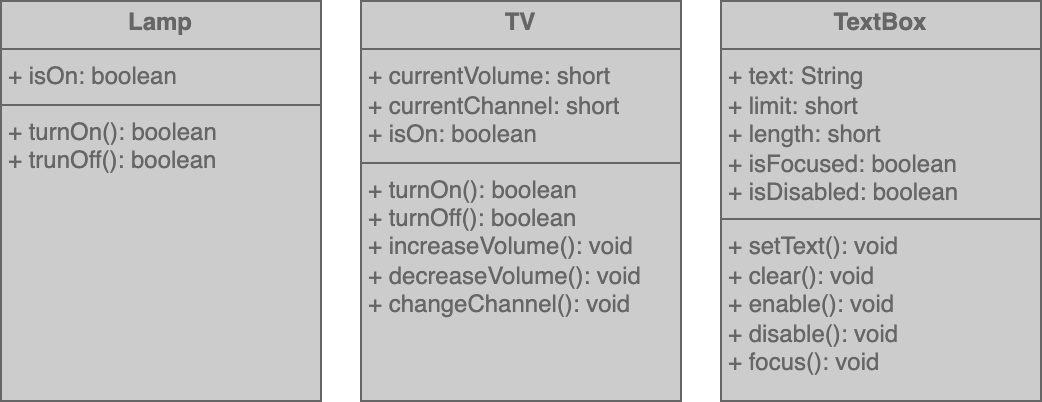 Lamp
+ isOn: boolean
+ turnOn(): boolean
+ trunOff(): boolean
TV
+ currentVolume: short
+ currentChannel: short
+ isOn: boolean
+ turnOn(): boolean
+ turnOff(): boolean
+ increaseVolume(): void
+ decreaseVolume(): void
+ changeChannel(): void
TextBox
+ text: String
+ limit: short
+ length: short
+ isFocused: boolean
+ isDisabled: boolean
+ setText(): void
+ clear(): void
+ enable(): void
+ disable(): void
+ focus(): void